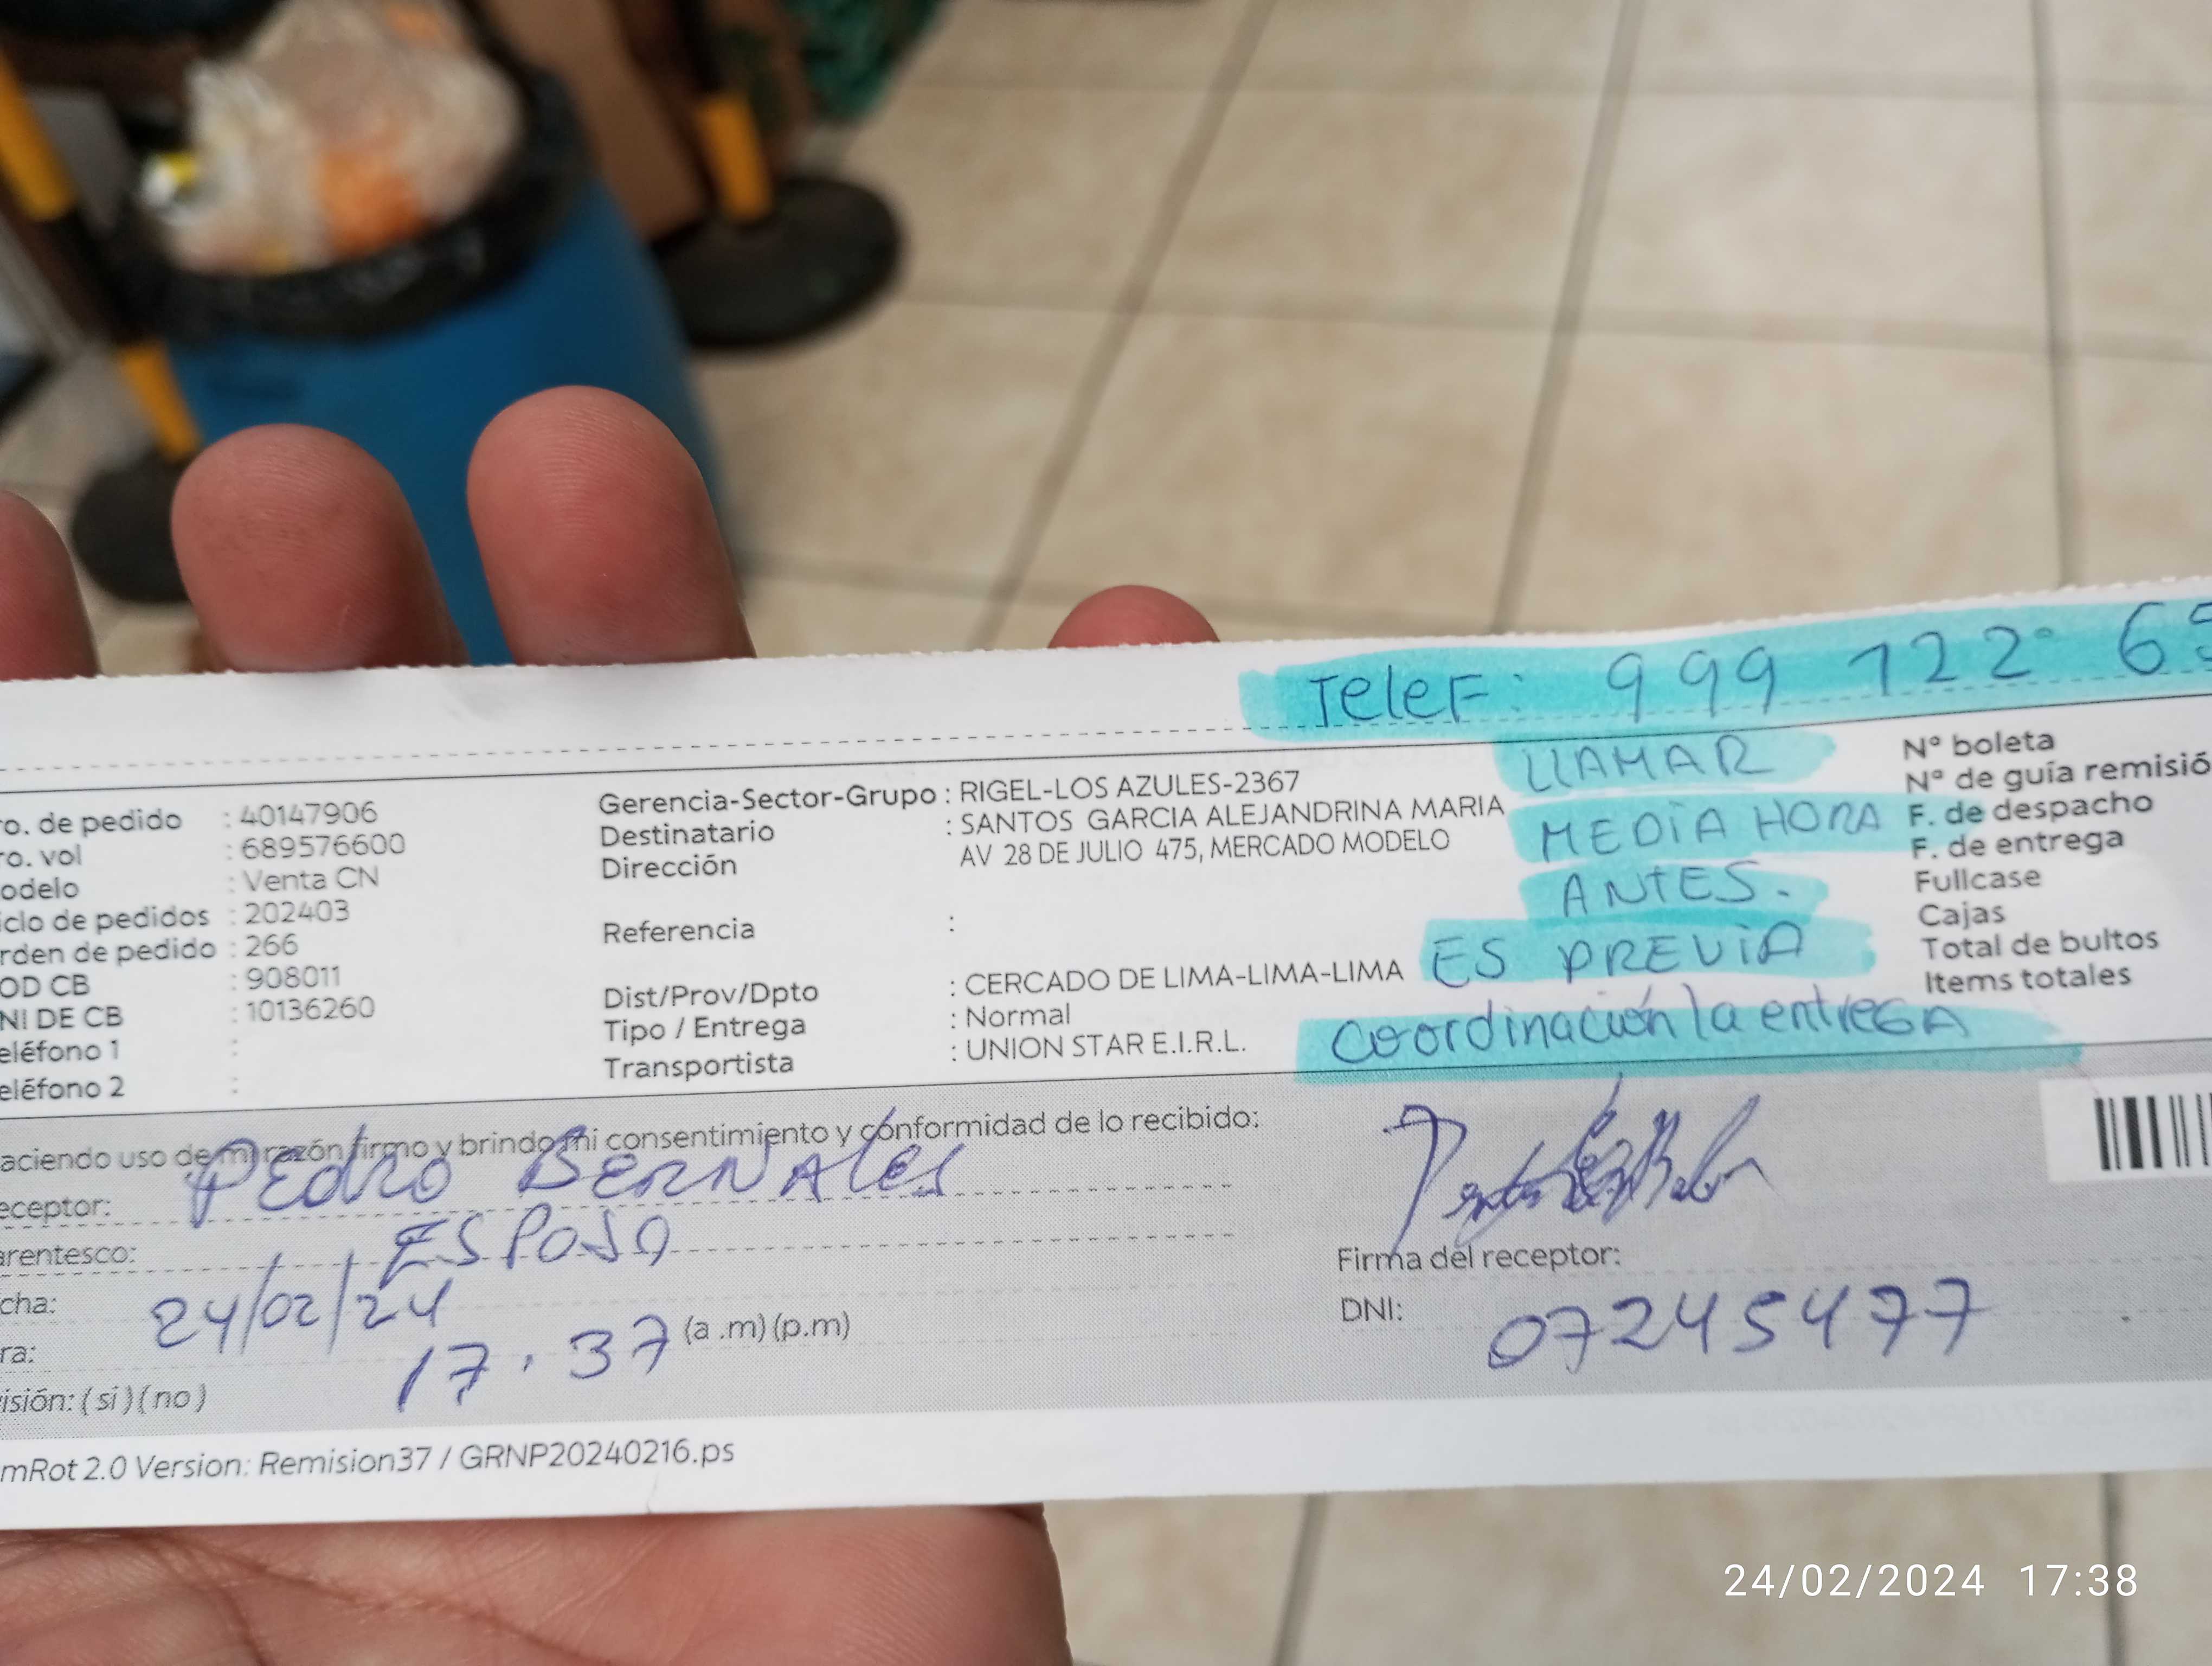 Telef: 999 122 65
LLAMAR
MEDIA HORA
ANTES.
ES PREVIA
coordinación la entrega
ro. de pedido : 40147906
ro. vol : 689576600
odelo : Venta CN
iclo de pedidos : 202403
rden de pedido : 266
OD CB : 908011
NI DE CB : 10136260
eléfono 1 :
eléfono 2 :
Gerencia-Sector-Grupo : RIGEL-LOS AZULES-2367
Destinatario : SANTOS GARCIA ALEJANDRINA MARIA
Dirección AV 28 DE JULIO 475, MERCADO MODELO
Referencia :
Dist/Prov/Dpto : CERCADO DE LIMA-LIMA-LIMA
Tipo / Entrega : Normal
Transportista : UNION STAR E.I.R.L.
N° boleta
N° de guía remisió
F. de despacho
F. de entrega
Fullcase
Cajas
Total de bultos
Items totales
aciendo uso de mi razón firmo y brindo mi consentimiento y conformidad de lo recibido:
eceptor: Pedro Bernales
arentesco: ESPOSO
cha: 24/02/24
ra: 17.37 (a .m) (p.m)
isión: ( si ) ( no )
Firma del receptor:
DNI: 07245477
mRot 2.0 Version: Remision37 / GRNP20240216.ps
24/02/2024 17:38